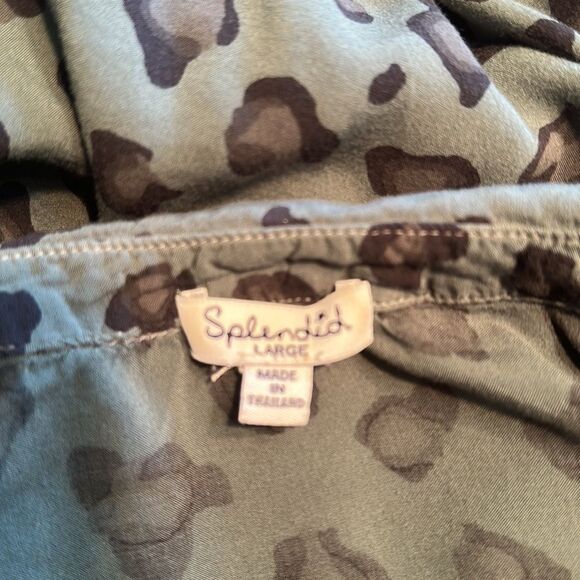 Splendid
LARGE
MADE
IN
THAILAND